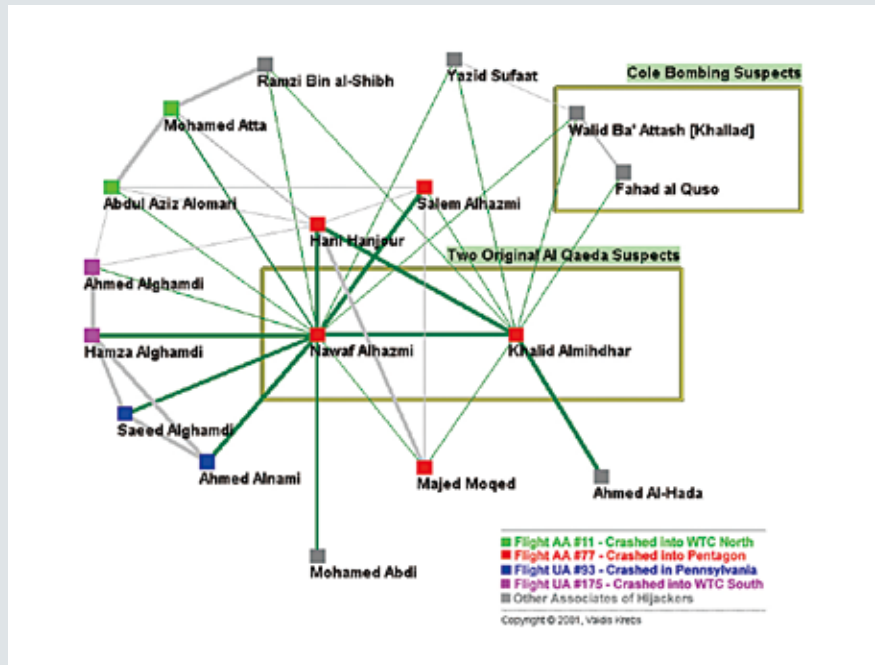 Ramzi Bin al-Shibh
Yazid Sufaat
Cole Bombing Suspects
Mohamed Atta
Walid Ba' Attash [Khallad]
Fahad al Quso
Abdul Aziz Alomari
Salem Alhazmi
Hani Hanjour
Two Original Al Qaeda Suspects
Ahmed Alghamdi
Hamza Alghamdi
Nawaf Alhazmi
Khalid Almihdhar
Saeed Alghamdi
Ahmed Alnami
Majed Moqed
Ahmed Al-Hada
Mohamed Abdi
Flight AA #11 - Crashed into WTC North
Flight AA #77 - Crashed into Pentagon
Flight UA #93 - Crashed in Pennsylvania
Flight UA #175 - Crashed into WTC South
Other Associates of Hijackers
Copyright © 2001, Valdis Krebs